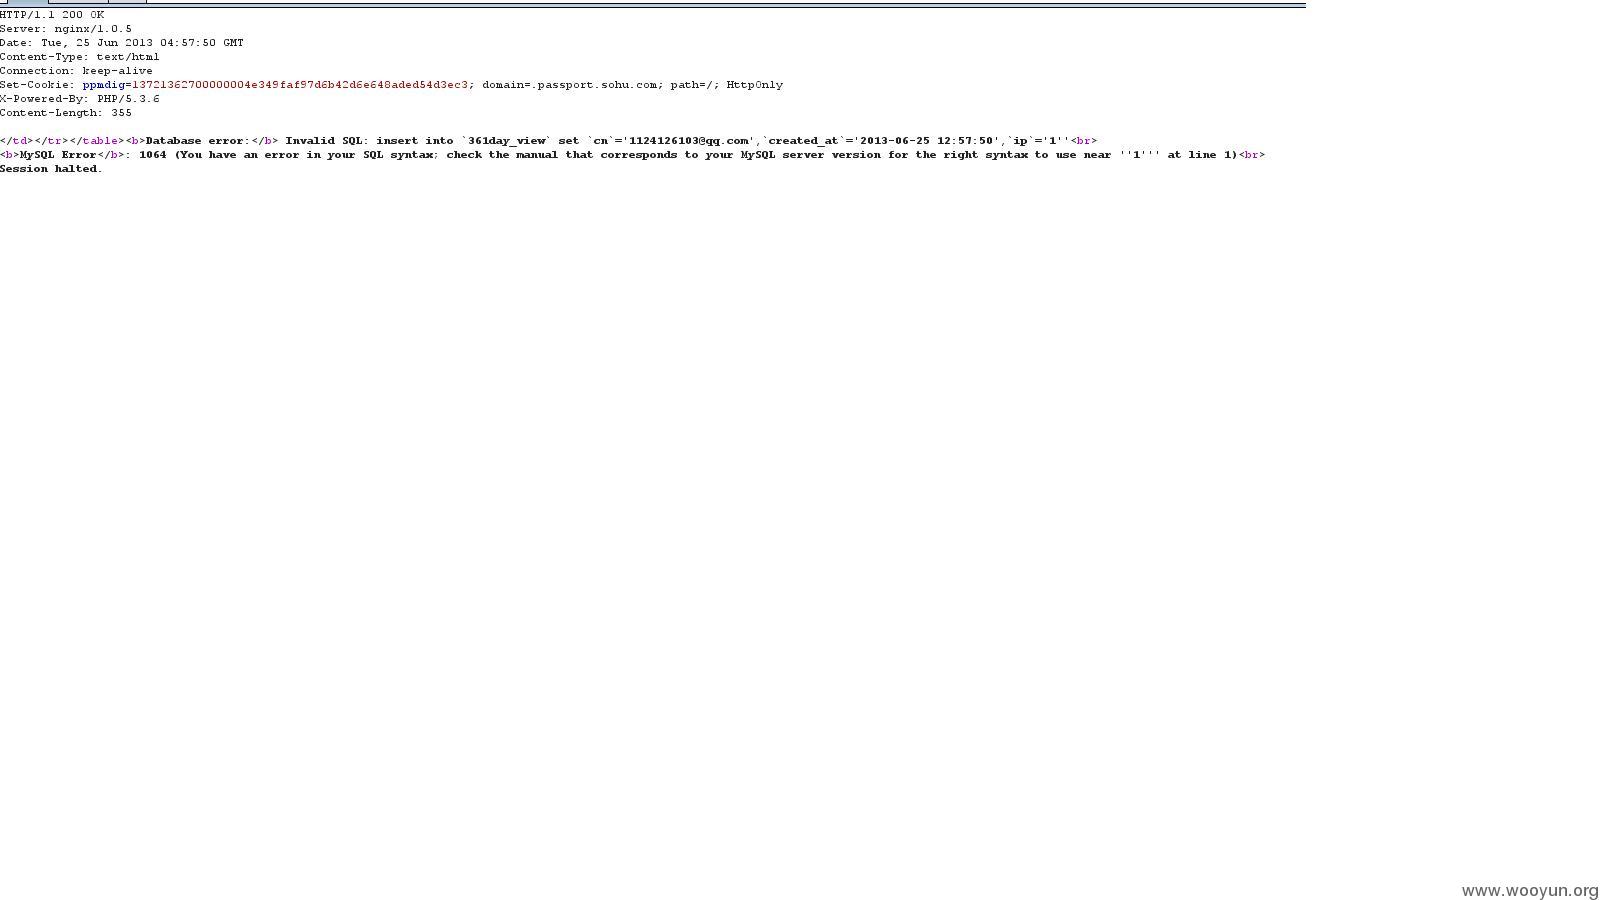 HTTP/1.1 200 OK
Server: nginx/1.0.5
Date: Tue, 25 Jun 2013 04:57:50 GMT
Content-Type: text/html
Connection: keep-alive
Set-Cookie: ppmdig=13721362700000004e349faf97d6b42d6e648aded54d3ec3; domain=.passport.sohu.com; path=/; HttpOnly
X-Powered-By: PHP/5.3.6
Content-Length: 355
</td></tr></table><b>Database error:</b> Invalid SQL: insert into `361day_view` set `cn`='1124126103@qq.com',`created_at`='2013-06-25 12:57:50',`ip`='1''<br>
<b>MySQL Error</b>: 1064 (You have an error in your SQL syntax; check the manual that corresponds to your MySQL server version for the right syntax to use near ''1''' at line 1)<br>
Session halted.
www.wooyun.org